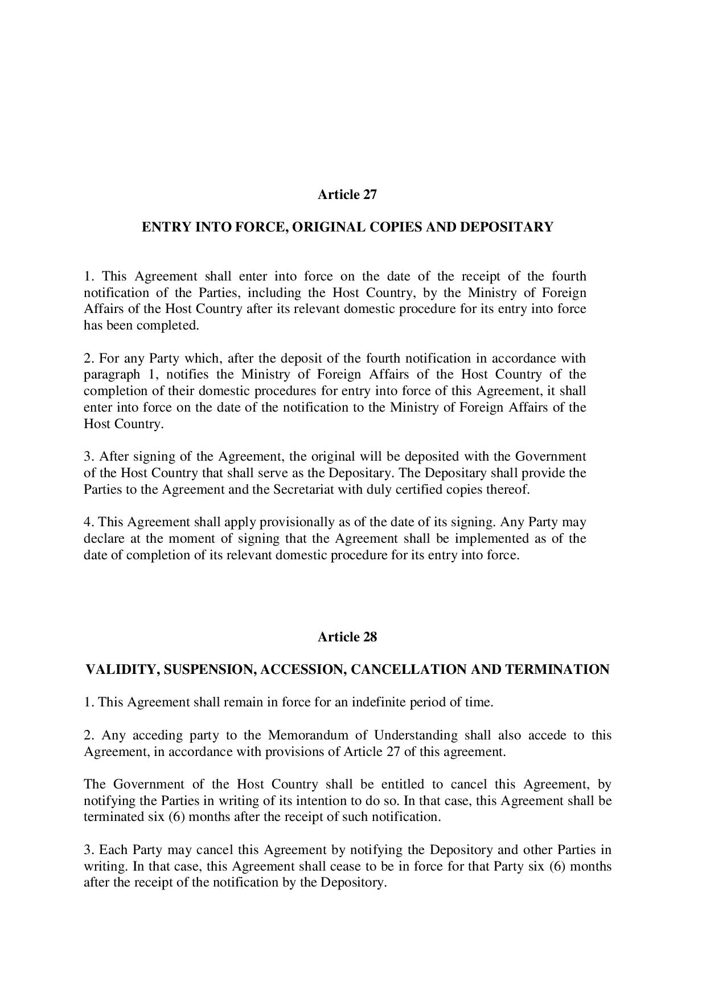 Article 27
ENTRY INTO FORCE, ORIGINAL COPIES AND DEPOSITARY
1. This Agreement shall enter into force on the date of the receipt of the fourth
notification of the Parties, including the Host Country, by the Ministry of Foreign
Affairs of the Host Country after its relevant domestic procedure for its entry into force
has been completed.
2. For any Party which, after the deposit of the fourth notification in accordance with
paragraph 1, notifies the Ministry of Foreign Affairs of the Host Country of the
completion of their domestic procedures for entry into force of this Agreement, it shall
enter into force on the date of the notification to the Ministry of Foreign Affairs of the
Host Country.
3. After signing of the Agreement, the original will be deposited with the Government
of the Host Country that shall serve as the Depositary. The Depositary shall provide the
Parties to the Agreement and the Secretariat with duly certified copies thereof.
4. This Agreement shall apply provisionally as of the date of its signing. Any Party may
declare at the moment of signing that the Agreement shall be implemented as of the
date of completion of its relevant domestic procedure for its entry into force.
Article 28
VALIDITY, SUSPENSION, ACCESSION, CANCELLATION AND TERMINATION
1. This Agreement shall remain in force for an indefinite period of time.
2. Any acceding party to the Memorandum of Understanding shall also accede to this
Agreement, in accordance with provisions of Article 27 of this agreement.
The Government of the Host Country shall be entitled to cancel this Agreement, by
notifying the Parties in writing of its intention to do so. In that case, this Agreement shall be
terminated six (6) months after the receipt of such notification.
3. Each Party may cancel this Agreement by notifying the Depository and other Parties in
writing. In that case, this Agreement shall cease to be in force for that Party six (6) months
after the receipt of the notification by the Depository.